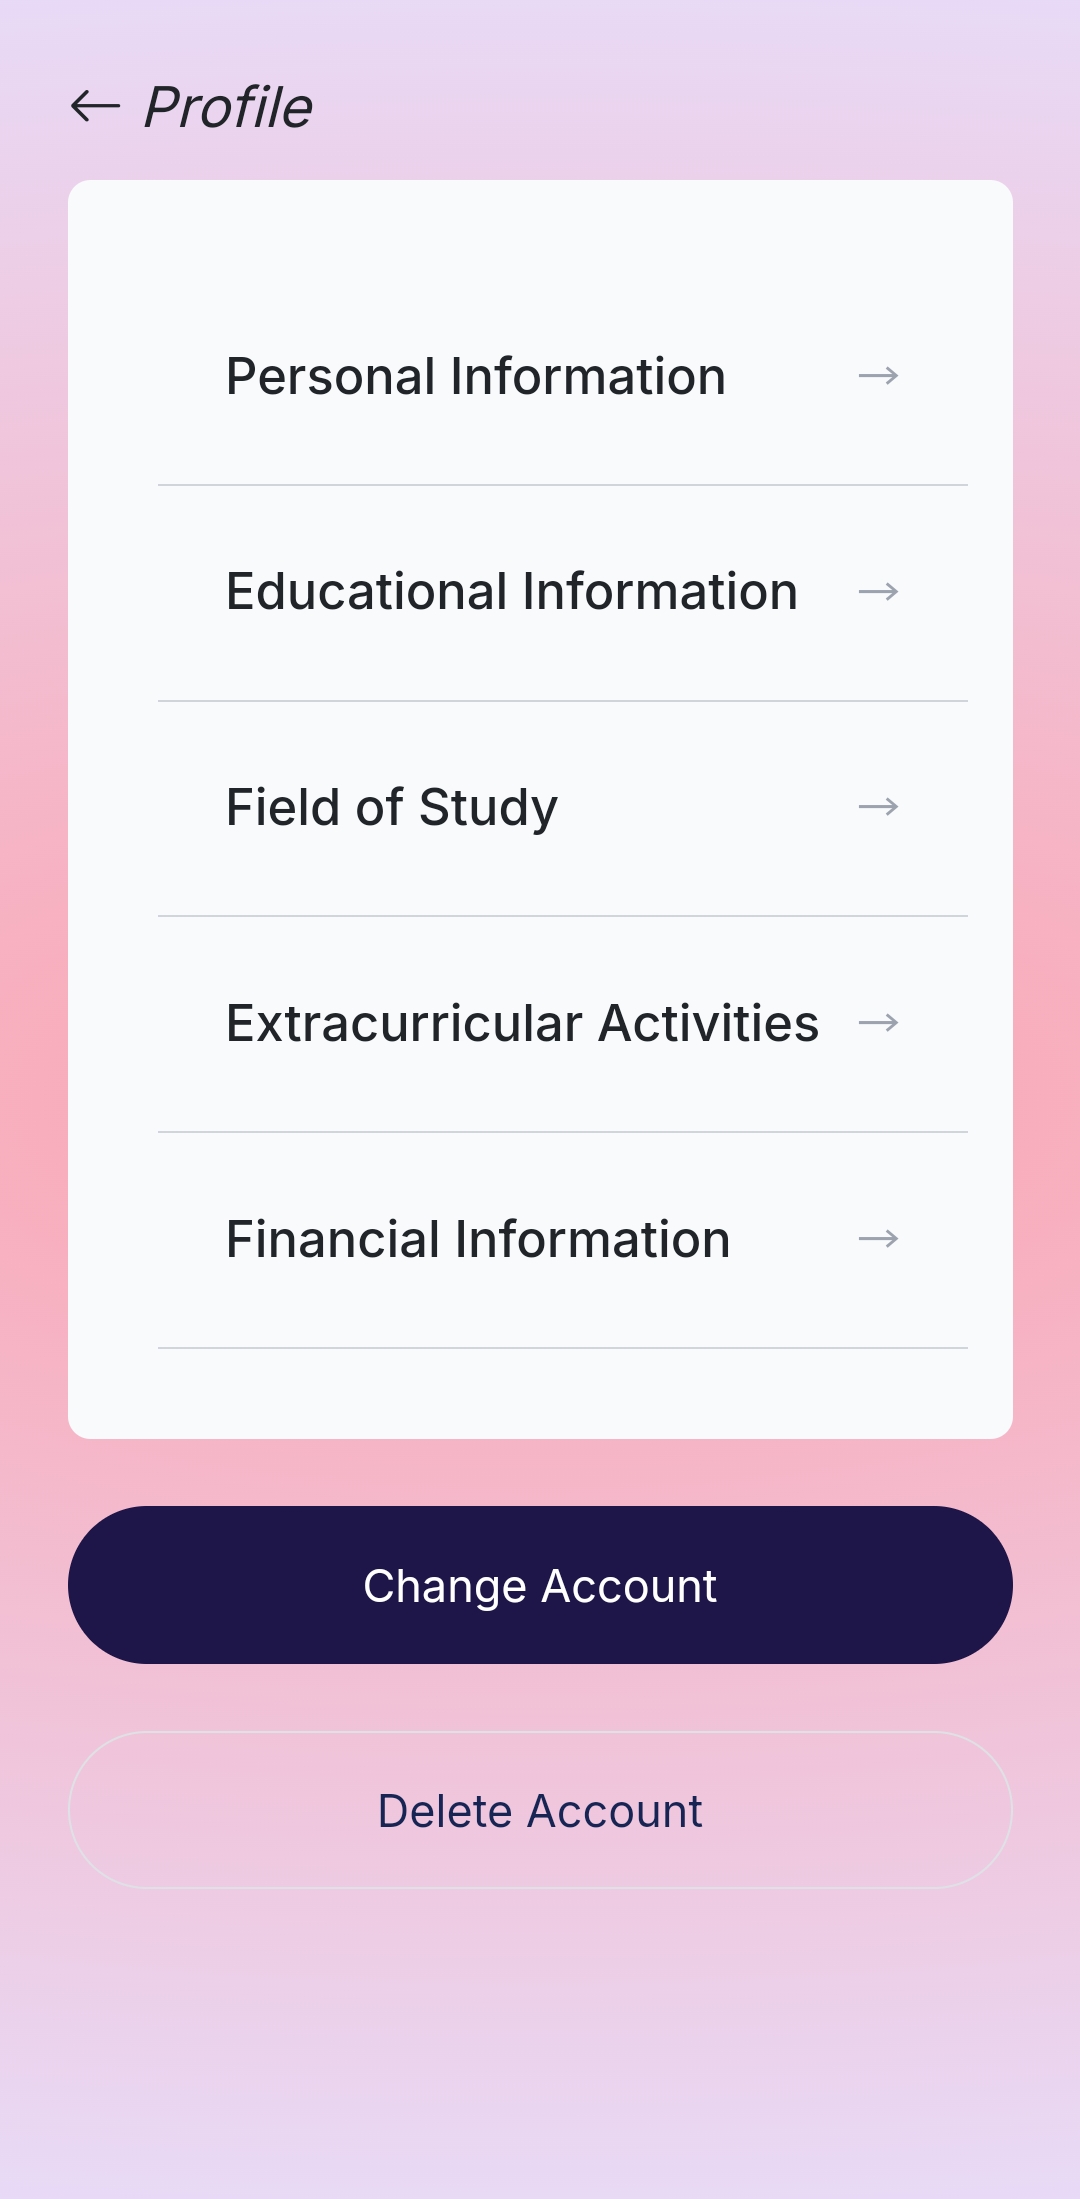 Profile
Personal Information
Educational Information
Field of Study
Extracurricular Activities
Financial Information
Change Account
Delete Account